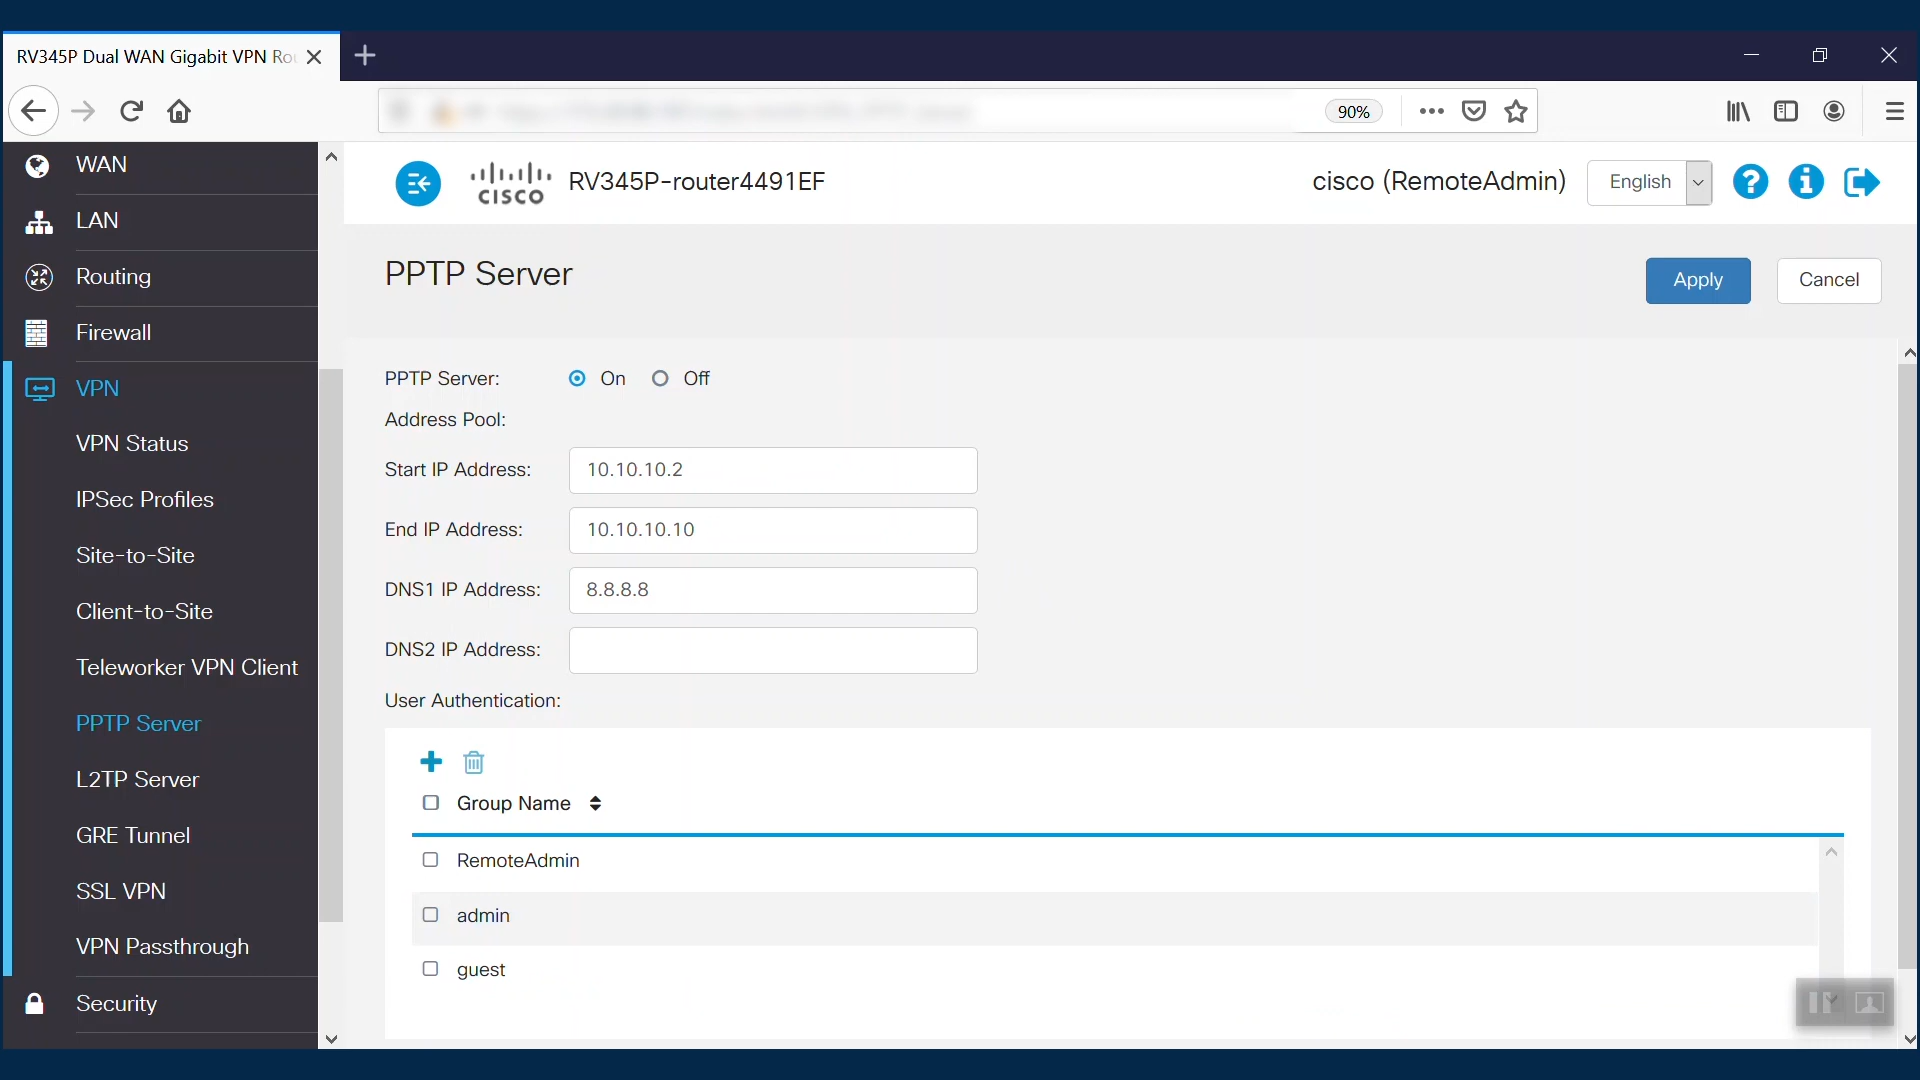 RV345P Dual WAN Gigabit VPN Ro
90%
WAN
LAN
Routing
Firewall
VPN
VPN Status
IPSec Profiles
Site-to-Site
Client-to-Site
Teleworker VPN Client
PPTP Server
L2TP Server
GRE Tunnel
SSL VPN
VPN Passthrough
Security
CISCO RV345P-router4491EF
cisco (RemoteAdmin) English
PPTP Server
Apply Cancel
PPTP Server: On Off
Address Pool:
Start IP Address: 10.10.10.2
End IP Address: 10.10.10.10
DNS1 IP Address: 8.8.8.8
DNS2 IP Address:
User Authentication:
Group Name
RemoteAdmin
admin
guest